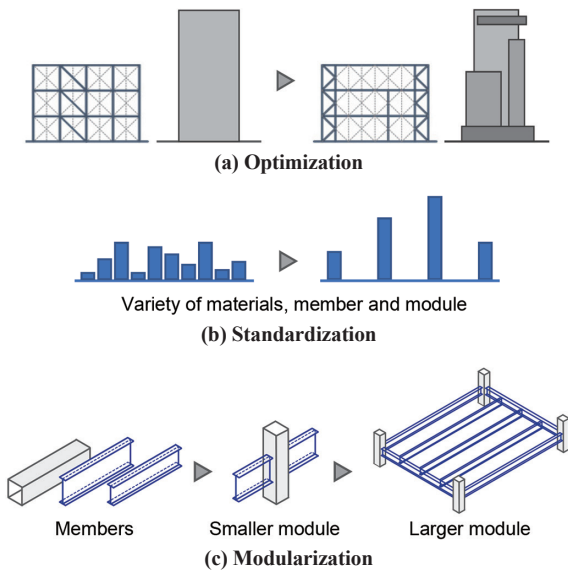 (a) Optimization
Variety of materials, member and module
(b) Standardization
Members Smaller module Larger module
(c) Modularization